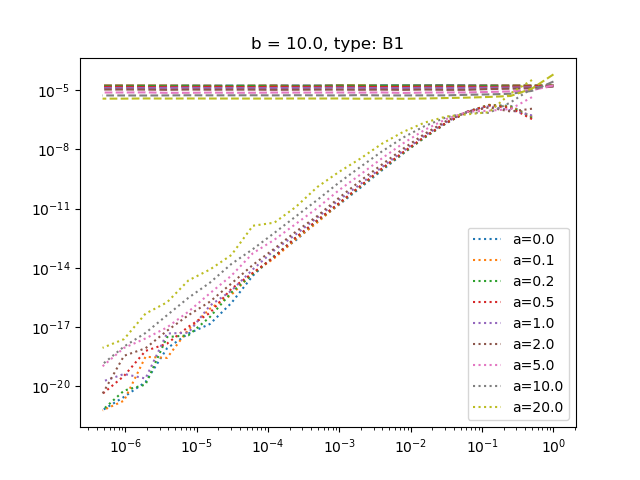 b = 10.0, type: B1
10⁻⁵
10⁻⁸
10⁻¹¹
10⁻¹⁴
10⁻¹⁷
10⁻²⁰
a=0.0
a=0.1
a=0.2
a=0.5
a=1.0
a=2.0
a=5.0
a=10.0
a=20.0
10⁻⁶ 10⁻⁵ 10⁻⁴ 10⁻³ 10⁻² 10⁻¹ 10⁰